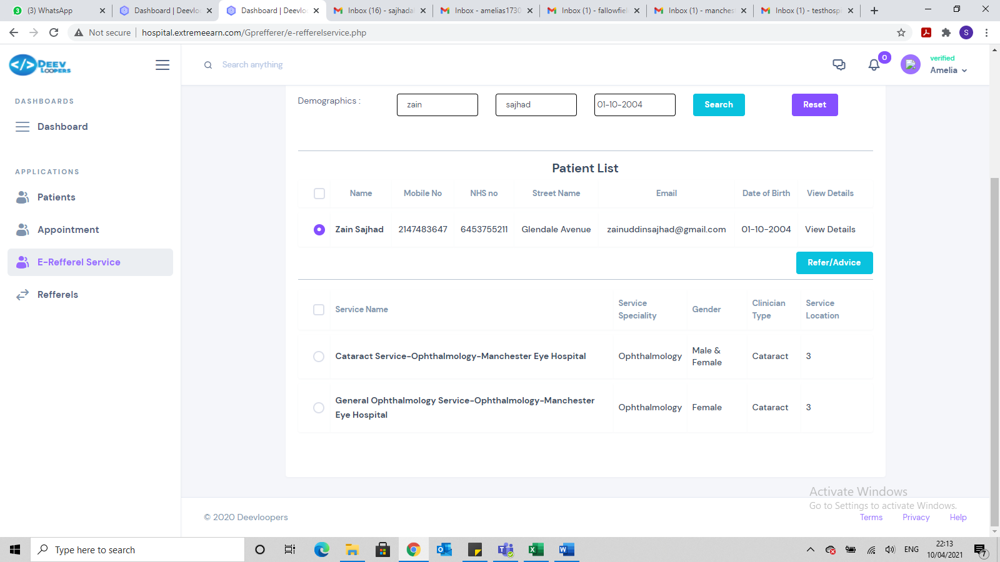 (3) WhatsApp
Dashboard | Deevlo
Dashboard | Deevlo
Inbox (16) - sajhada
Inbox - amelias1730
Inbox (1) - fallowfie
Inbox (1) - manches
Inbox (1) - testhospi
Not secure
hospital.extremeearn.com/Gprefferer/e-refferelservice.php
S
DEEV
LOOPERS
Search anything
0
verified
Amelia
DASHBOARDS
Dashboard
APPLICATIONS
Patients
Appointment
E-Refferel Service
Refferels
Demographics :
zain
sajhad
01-10-2004
Search
Reset
Patient List
Name
Mobile No
NHS no
Street Name
Email
Date of Birth
View Details
Zain Sajhad
2147483647
6453755211
Glendale Avenue
zainuddinsajhad@gmail.com
01-10-2004
View Details
Refer/Advice
Service Name
Service
Speciality
Gender
Clinician
Type
Service
Location
Cataract Service-Ophthalmology-Manchester Eye Hospital
Ophthalmology
Male &
Female
Cataract
3
General Ophthalmology Service-Ophthalmology-Manchester
Eye Hospital
Ophthalmology
Female
Cataract
3
Activate Windows
Go to Settings to activate Windows.
© 2020 Deevloopers
Terms
Privacy
Help
Type here to search
ENG
22:13
10/04/2021
7